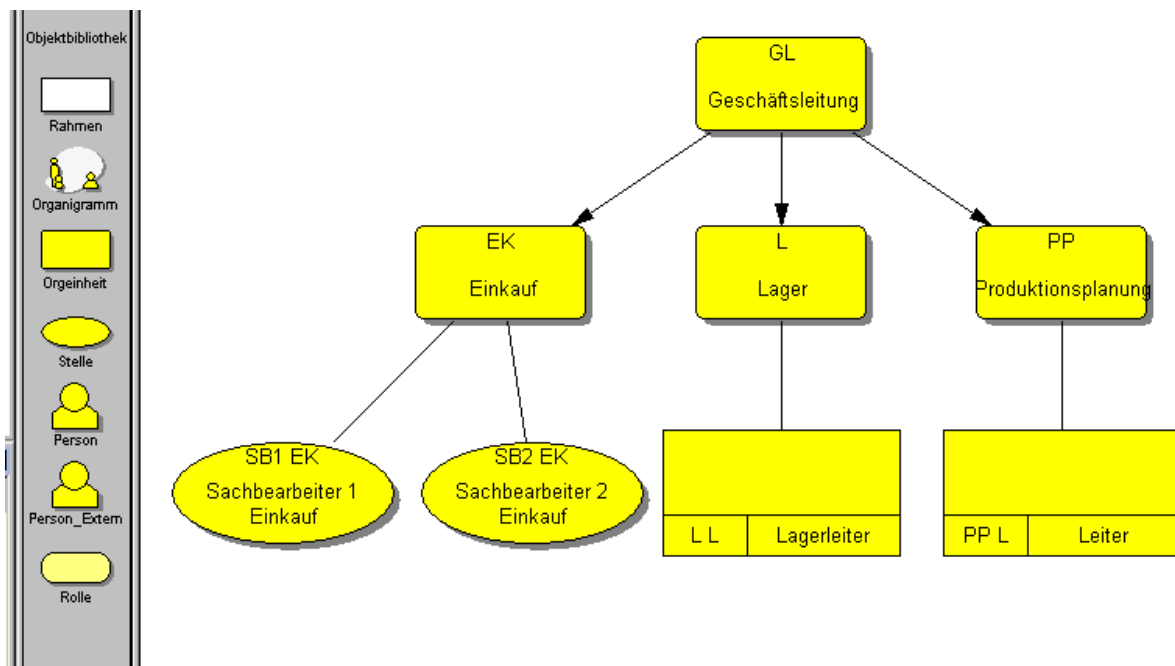 Objektbibliothek
Rahmen
Organigramm
Orgeinheit
Stelle
Person
Person_Extern
Rolle
GL
Geschäftsleitung
EK
Einkauf
L
Lager
PP
Produktionsplanung
SB1 EK
Sachbearbeiter 1
Einkauf
SB2 EK
Sachbearbeiter 2
Einkauf
L L
Lagerleiter
PP L
Leiter